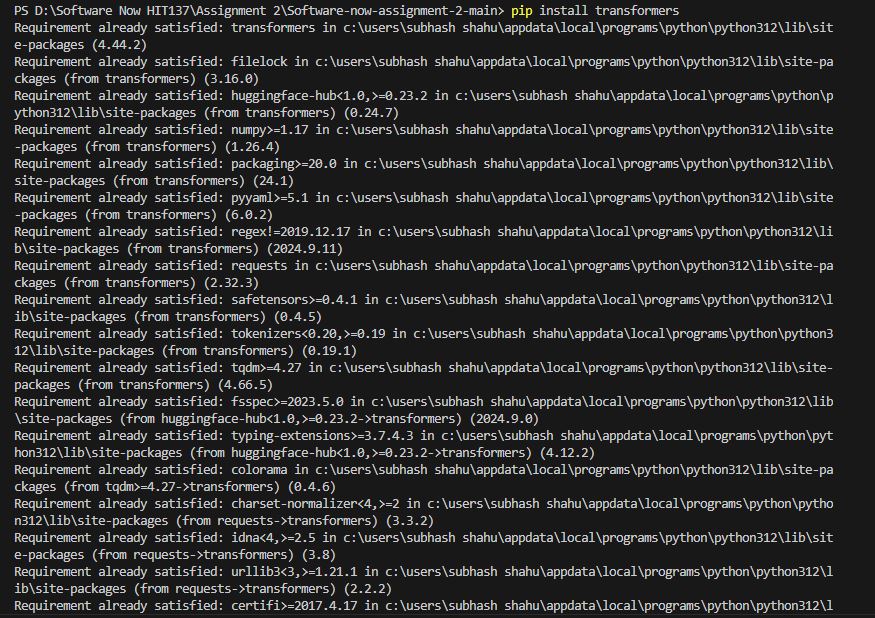 PS D:\Software Now HIT137\Assignment 2\Software-now-assignment-2-main> pip install transformers
Requirement already satisfied: transformers in c:\users\subhash shahu\appdata\local\programs\python\python312\lib\sit
e-packages (4.44.2)
Requirement already satisfied: filelock in c:\users\subhash shahu\appdata\local\programs\python\python312\lib\site-pa
ckages (from transformers) (3.16.0)
Requirement already satisfied: huggingface-hub<1.0,>=0.23.2 in c:\users\subhash shahu\appdata\local\programs\python\p
ython312\lib\site-packages (from transformers) (0.24.7)
Requirement already satisfied: numpy>=1.17 in c:\users\subhash shahu\appdata\local\programs\python\python312\lib\site
-packages (from transformers) (1.26.4)
Requirement already satisfied: packaging>=20.0 in c:\users\subhash shahu\appdata\local\programs\python\python312\lib\
site-packages (from transformers) (24.1)
Requirement already satisfied: pyyaml>=5.1 in c:\users\subhash shahu\appdata\local\programs\python\python312\lib\site
-packages (from transformers) (6.0.2)
Requirement already satisfied: regex!=2019.12.17 in c:\users\subhash shahu\appdata\local\programs\python\python312\li
b\site-packages (from transformers) (2024.9.11)
Requirement already satisfied: requests in c:\users\subhash shahu\appdata\local\programs\python\python312\lib\site-pa
ckages (from transformers) (2.32.3)
Requirement already satisfied: safetensors>=0.4.1 in c:\users\subhash shahu\appdata\local\programs\python\python312\l
ib\site-packages (from transformers) (0.4.5)
Requirement already satisfied: tokenizers<0.20,>=0.19 in c:\users\subhash shahu\appdata\local\programs\python\python3
12\lib\site-packages (from transformers) (0.19.1)
Requirement already satisfied: tqdm>=4.27 in c:\users\subhash shahu\appdata\local\programs\python\python312\lib\site-
packages (from transformers) (4.66.5)
Requirement already satisfied: fsspec>=2023.5.0 in c:\users\subhash shahu\appdata\local\programs\python\python312\lib
\site-packages (from huggingface-hub<1.0,>=0.23.2->transformers) (2024.9.0)
Requirement already satisfied: typing-extensions>=3.7.4.3 in c:\users\subhash shahu\appdata\local\programs\python\pyt
hon312\lib\site-packages (from huggingface-hub<1.0,>=0.23.2->transformers) (4.12.2)
Requirement already satisfied: colorama in c:\users\subhash shahu\appdata\local\programs\python\python312\lib\site-pa
ckages (from tqdm>=4.27->transformers) (0.4.6)
Requirement already satisfied: charset-normalizer<4,>=2 in c:\users\subhash shahu\appdata\local\programs\python\pytho
n312\lib\site-packages (from requests->transformers) (3.3.2)
Requirement already satisfied: idna<4,>=2.5 in c:\users\subhash shahu\appdata\local\programs\python\python312\lib\sit
e-packages (from requests->transformers) (3.8)
Requirement already satisfied: urllib3<3,>=1.21.1 in c:\users\subhash shahu\appdata\local\programs\python\python312\l
ib\site-packages (from requests->transformers) (2.2.2)
Requirement already satisfied: certifi>=2017.4.17 in c:\users\subhash shahu\appdata\local\programs\python\python312\l